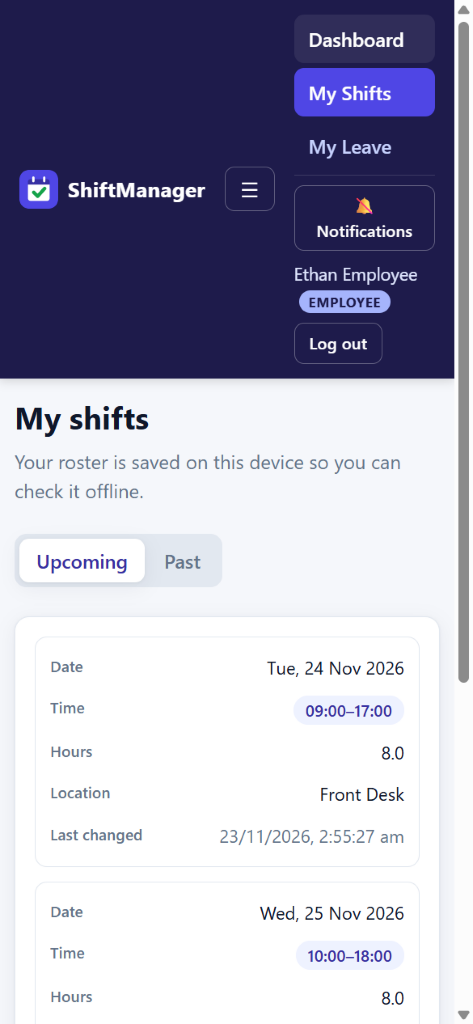 Dashboard
My Shifts
My Leave
ShiftManager
Notifications
Ethan Employee
EMPLOYEE
Log out
My shifts
Your roster is saved on this device so you can
check it offline.
Upcoming
Past
Date
Tue, 24 Nov 2026
Time
09:00–17:00
Hours
8.0
Location
Front Desk
Last changed
23/11/2026, 2:55:27 am
Date
Wed, 25 Nov 2026
Time
10:00–18:00
Hours
8.0